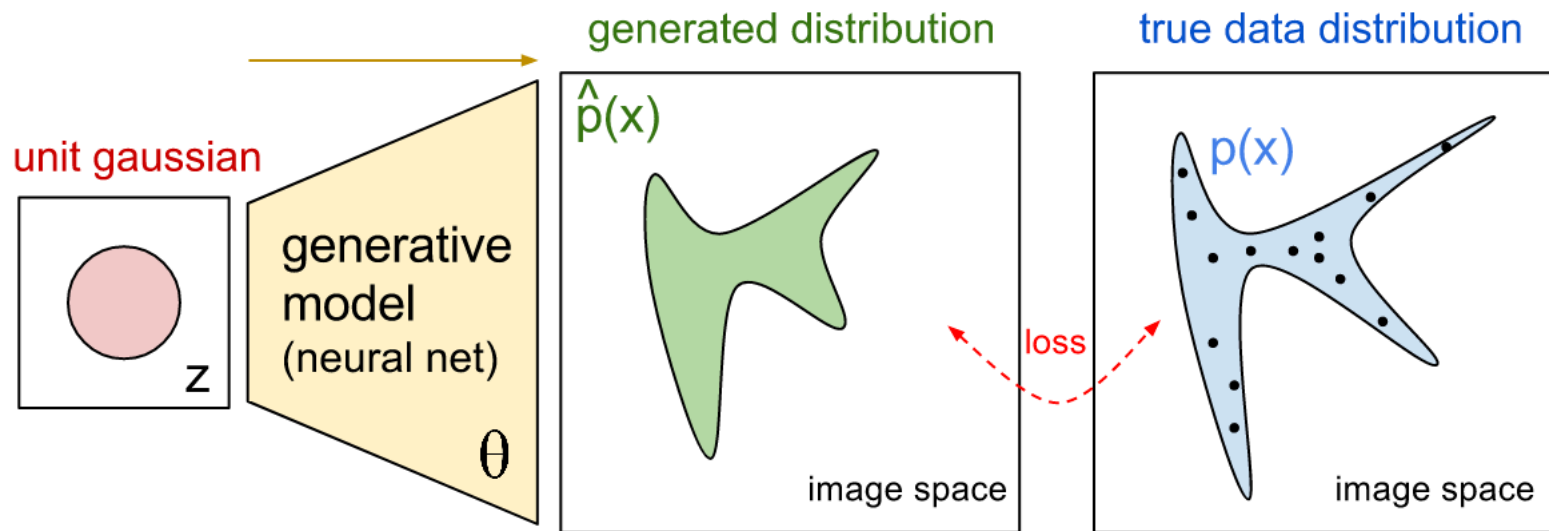 unit gaussian
z
generative
model
(neural net)
θ
generated distribution
p̂(x)
image space
loss
true data distribution
p(x)
image space